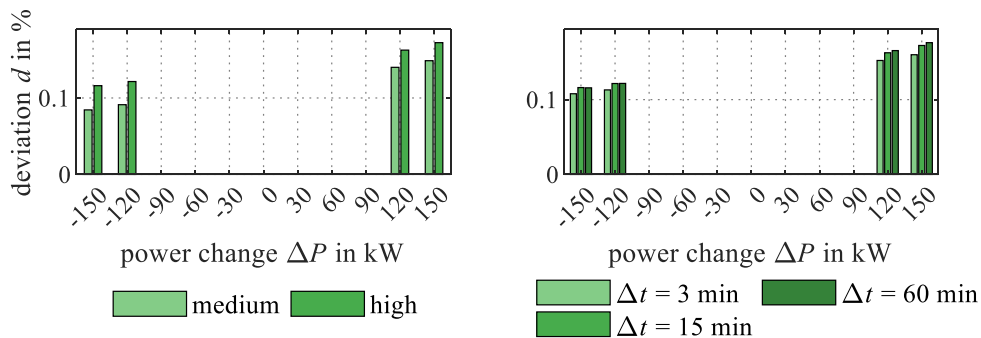 deviation d in %
0.1
0
-150 -120 -90 -60 -30 0 30 60 90 120 150
power change ΔP in kW
medium high
0.1
0
-150 -120 -90 -60 -30 0 30 60 90 120 150
power change ΔP in kW
Δt = 3 min Δt = 60 min
Δt = 15 min